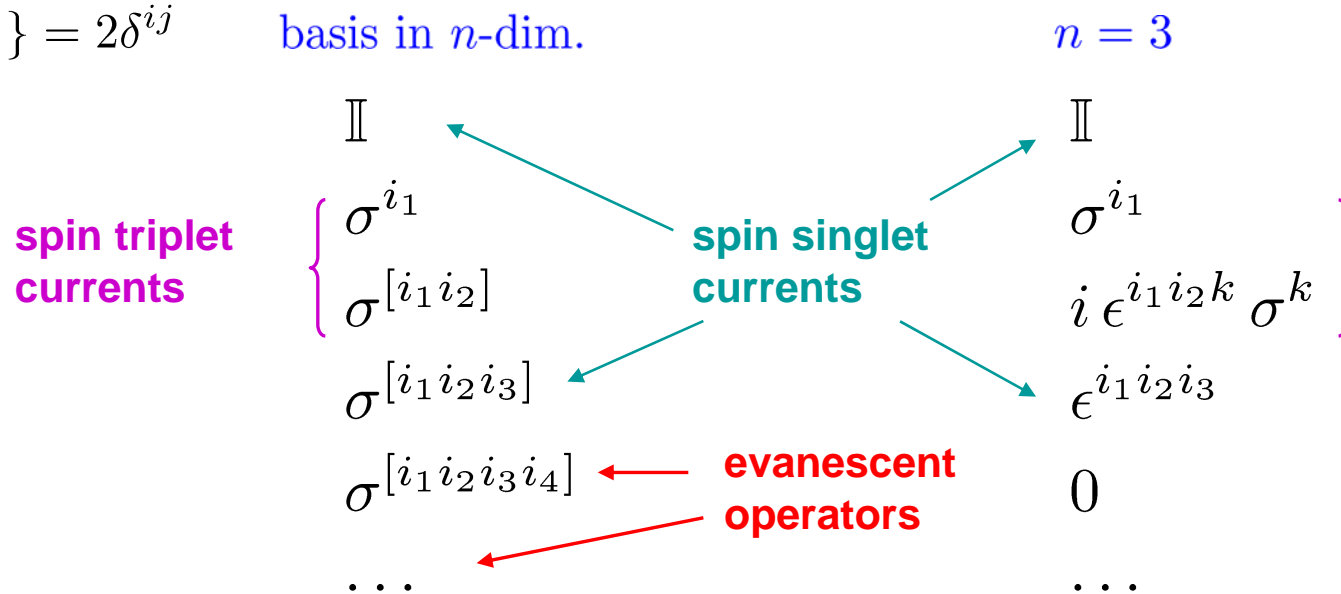 } = 2δ^{ij} basis in n-dim. n = 3
𝕀 𝕀
σ^{i_1} σ^{i_1}
spin triplet currents
spin singlet currents
σ^{[i_1 i_2]} i ϵ^{i_1 i_2 k} σ^k
σ^{[i_1 i_2 i_3]} ϵ^{i_1 i_2 i_3}
σ^{[i_1 i_2 i_3 i_4]} evanescent operators 0
... ...